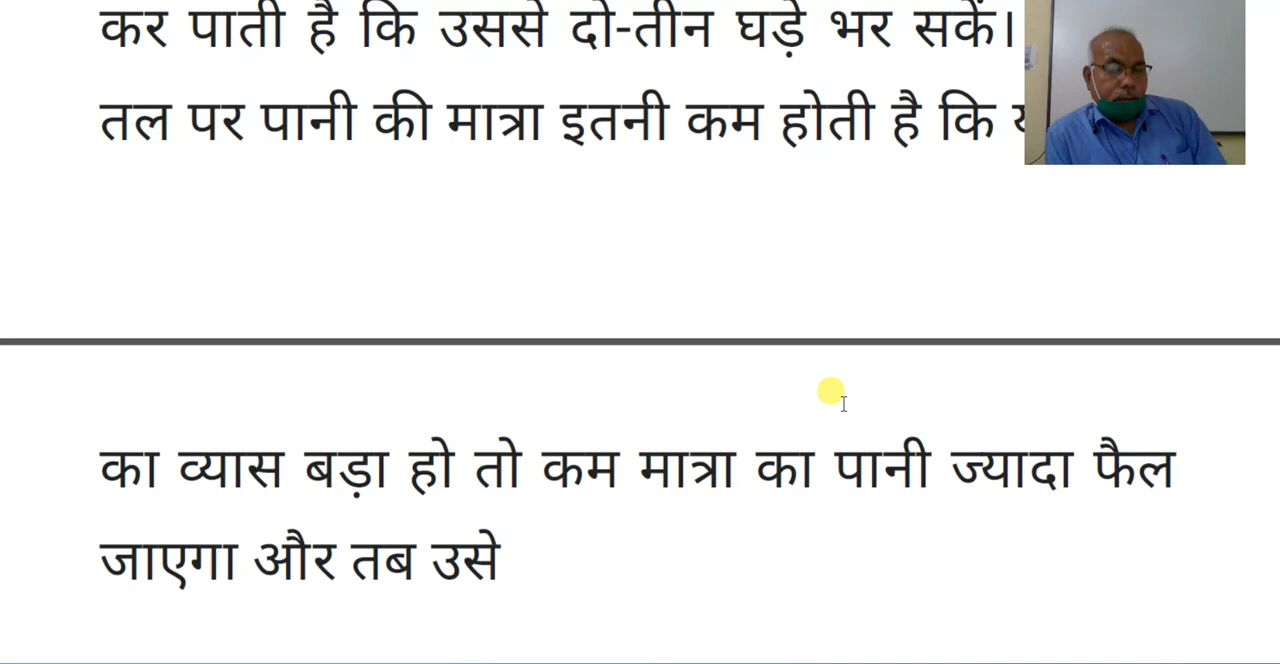 कर पाती है कि उससे दो-तीन घड़े भर सकें।
तल पर पानी की मात्रा इतनी कम होती है कि
का व्यास बड़ा हो तो कम मात्रा का पानी ज्यादा फैल
जाएगा और तब उसे